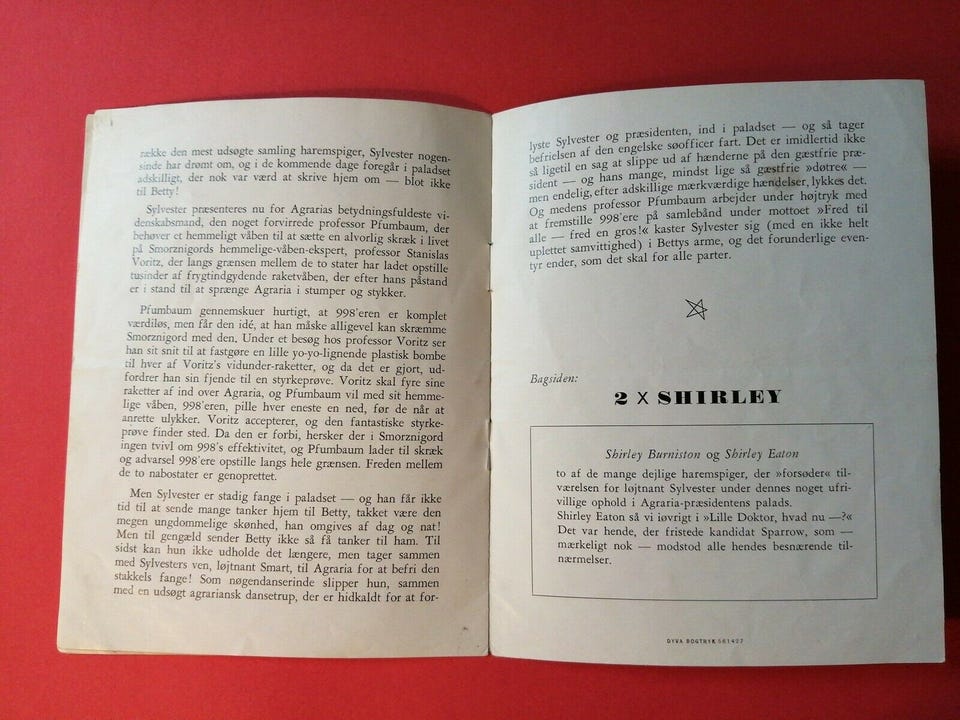 række den mest udsøgte samling haremspiger, Sylvester nogen-
sinde har drømt om, og i de kommende dage foregår i paladset
adskilligt, der nok var værd at skrive hjem om — blot ikke
til Betty!
Sylvester præsenteres nu for Agrarias betydningsfuldeste vi-
denskabsmand, den noget forvirrede professor Pfumbaum, der
behøver et hemmeligt våben til at sætte en alvorlig skræk i livet
på Smorznigords hemmelige-våben-ekspert, professor Stanislas
Voritz, der langs grænsen mellem de to stater har ladet opstille
tusinder af frygtindgydende raketvåben, der efter hans påstand
er i stand til at sprænge Agraria i stumper og stykker.
Pfumbaum gennemskuer hurtigt, at 998'eren er komplet
værdiløs, men får den idé, at han måske alligevel kan skræmme
Smorznigord med den. Under et besøg hos professor Voritz ser
han sit snit til at fastgøre en lille yo-yo-lignende plastisk bombe
til hver af Voritz's vidunder-raketter, og da det er gjort, ud-
fordrer han sin fjende til en styrkeprøve. Voritz skal fyre sine
raketter af ind over Agraria, og Pfumbaum vil med sit hemme-
lige våben, 998'eren, pille hver eneste en ned, før de når at
anrette ulykker. Voritz accepterer, og den fantastiske styrke-
prøve finder sted. Da den er forbi, hersker der i Smorznigord
ingen tvivl om 998's effektivitet, og Pfumbaum lader til skræk
og advarsel 998'ere opstille langs hele grænsen. Freden mellem
de to nabostater er genoprettet.
Men Sylvester er stadig fange i paladset — og han får ikke
tid til at sende mange tanker hjem til Betty, takket være den
megen ungdommelige skønhed, han omgives af dag og nat!
Men til gengæld sender Betty ikke så få tanker til ham. Til
sidst kan hun ikke udholde det længere, men tager sammen
med Sylvesters ven, løjtnant Smart, til Agraria for at befri den
stakkels fange! Som nøgendanserinde slipper hun, sammen
med en udsøgt agrariansk dansetrup, der er hidkaldt for at for-
lyste Sylvester og præsidenten, ind i paladset — og så tager
befrielsen af den engelske søofficer fart. Det er imidlertid ikke
så ligetil en sag at slippe ud af hænderne på den gæstfrie præ-
sident — og hans mange, mindst lige så gæstfrie »døtre« —
men endelig, efter adskillige mærkværdige hændelser, lykkes det.
Og medens professor Pfumbaum arbejder under højtryk med
at fremstille 998'ere på samlebånd under mottoet »Fred til
alle — fred en gros!« kaster Sylvester sig (med en ikke helt
uplettet samvittighed) i Bettys arme, og det forunderlige even-
tyr ender, som det skal for alle parter.
Bagsiden:
2 X SHIRLEY
Shirley Burniston og Shirley Eaton
to af de mange dejlige haremspiger, der »forsøder« til-
værelsen for løjtnant Sylvester under dennes noget ufri-
villige ophold i Agraria-præsidentens palads.
Shirley Eaton så vi iøvrigt i »Lille Doktor, hvad nu —?«
Det var hende, der fristede kandidat Sparrow, som —
mærkeligt nok — modstod alle hendes besnærende til-
nærmelser.
DYVA BOGTRYK 561427